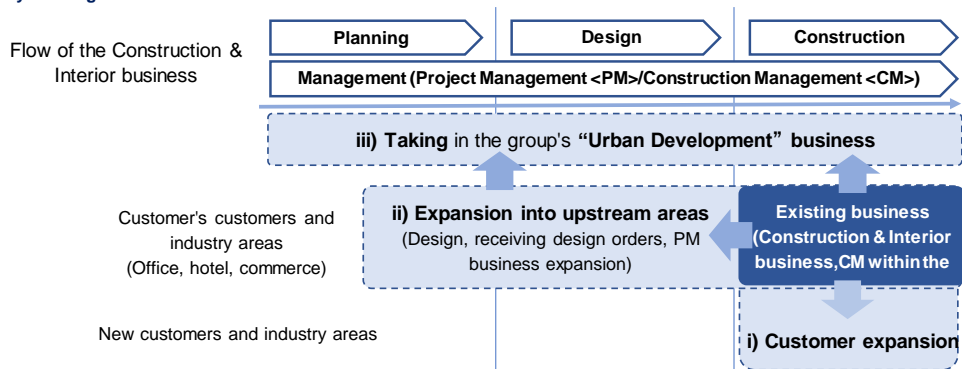 Planning
Design
Construction
Flow of the Construction &
Interior business
Management (Project Management <PM>/Construction Management <CM>)
iii) Taking in the group's “Urban Development” business
Customer's customers and
industry areas
(Office, hotel, commerce)
ii) Expansion into upstream areas
(Design, receiving design orders, PM
business expansion)
Existing business
(Construction & Interior
business,CM within the
New customers and industry areas
i) Customer expansion